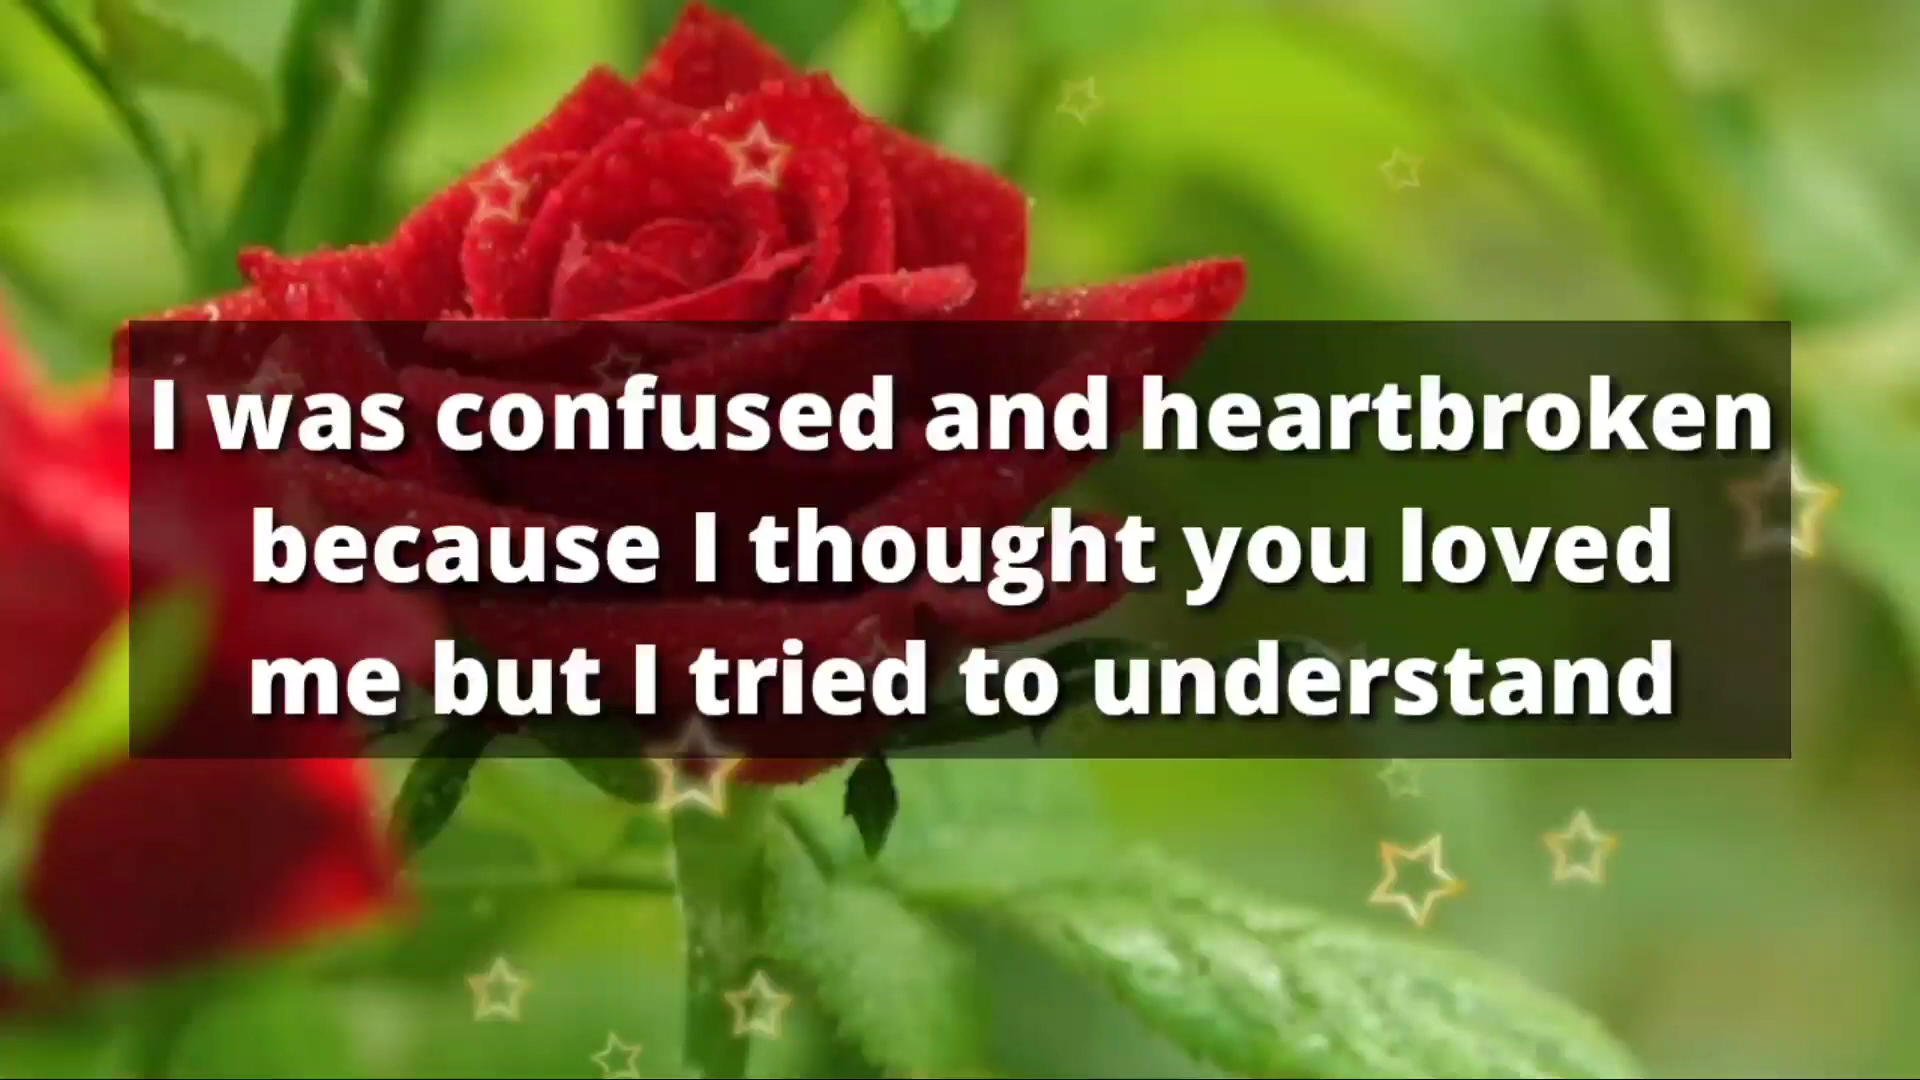 I was confused and heartbroken
because I thought you loved
me but I tried to understand